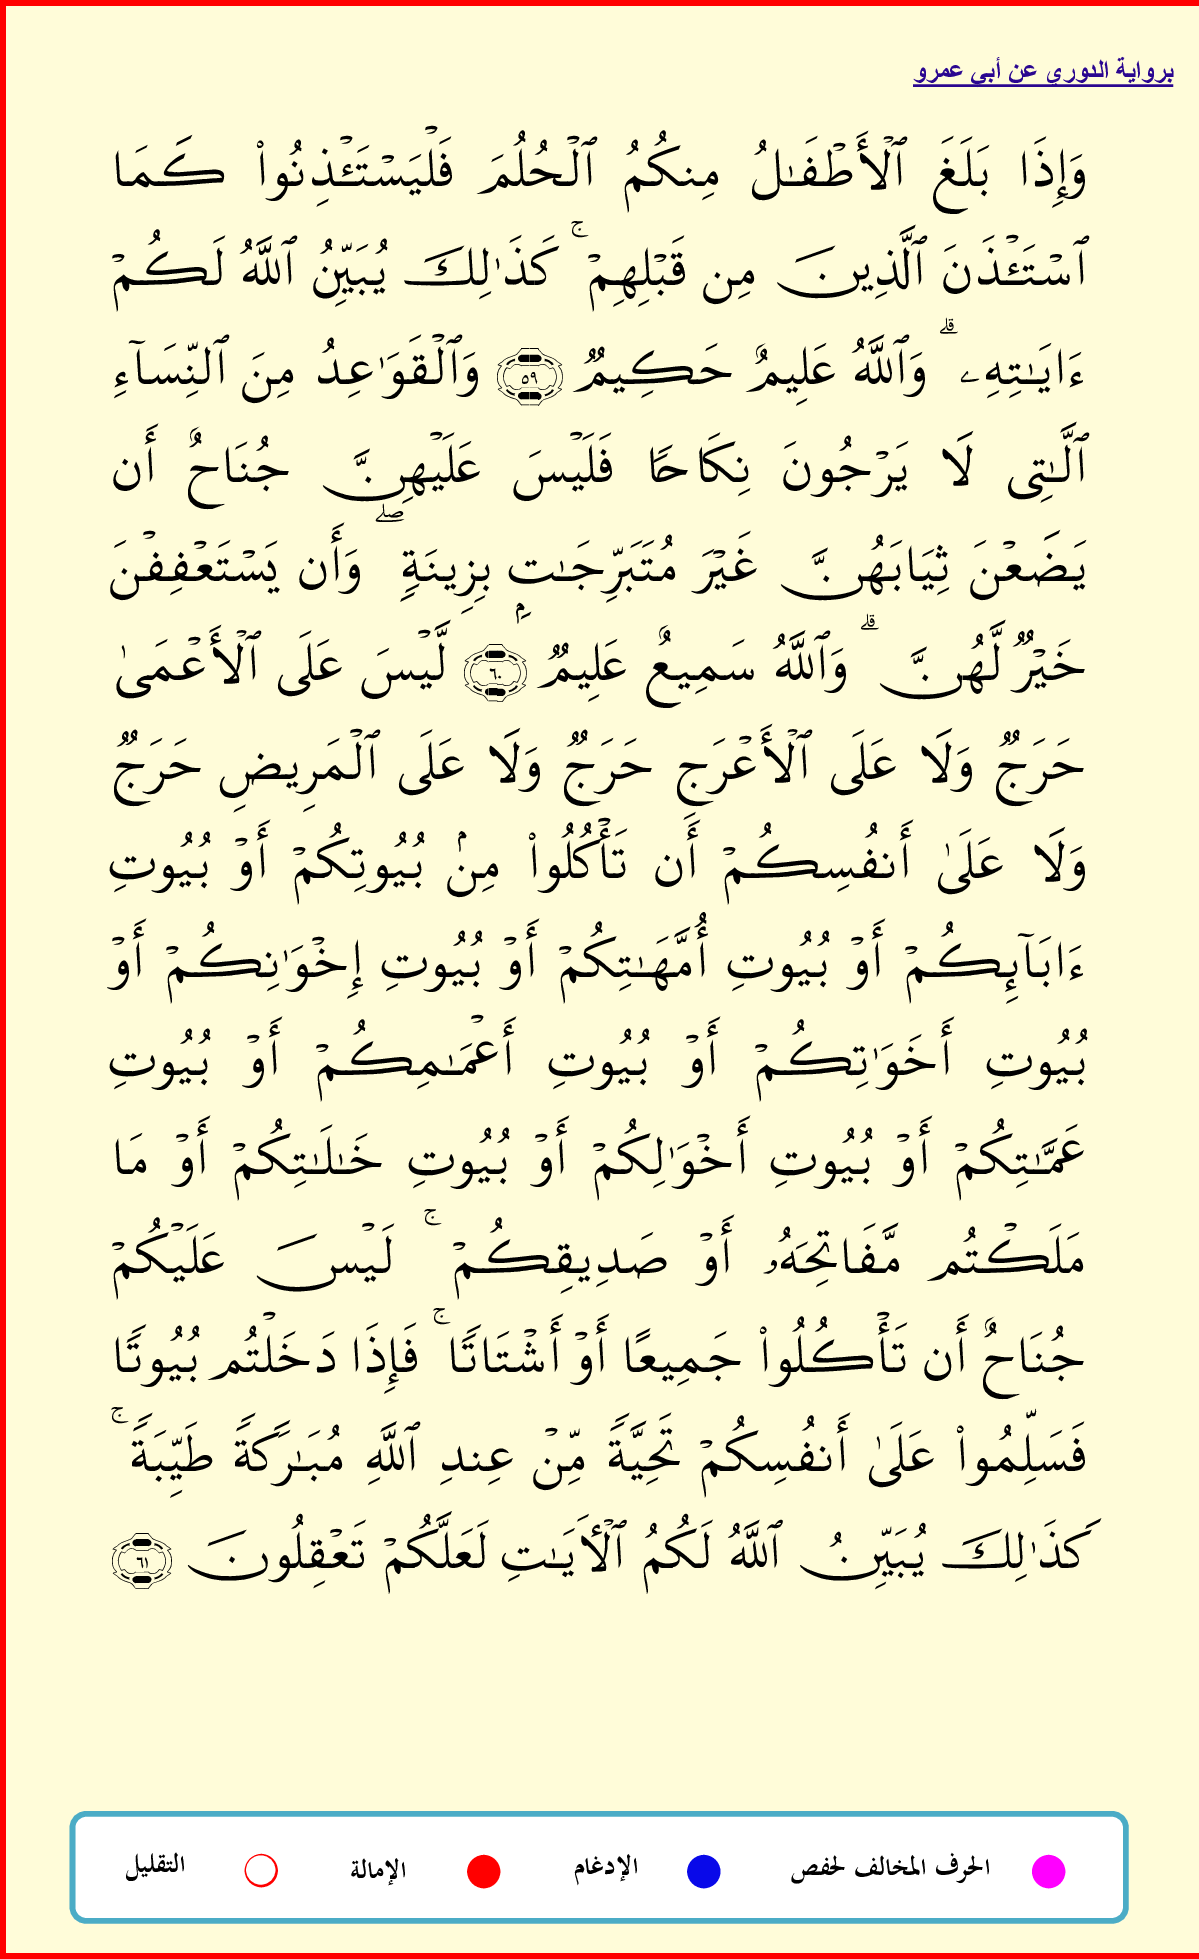 برواية الدوري عن أبي عمرو
وَإِذَا بَلَغَ ٱلْأَطْفَـٰلُ مِنكُمُ ٱلْحُلُمَ فَلْيَسْتَـْٔذِنُوا۟ كَمَا
ٱسْتَـْٔذَنَ ٱلَّذِينَ مِن قَبْلِهِمْ ۚ كَذَٰلِكَ يُبَيِّنُ ٱللَّهُ لَكُمْ
ءَايَـٰتِهِۦ ۗ وَٱللَّهُ عَلِيمٌ حَكِيمٌ ٥٩ وَٱلْقَوَٰعِدُ مِنَ ٱلنِّسَآءِ
ٱلَّـٰتِى لَا يَرْجُونَ نِكَاحًا فَلَيْسَ عَلَيْهِنَّ جُنَاحٌ أَن
يَضَعْنَ ثِيَابَهُنَّ غَيْرَ مُتَبَرِّجَـٰتٍۭ بِزِينَةٍ ۖ وَأَن يَسْتَعْفِفْنَ
خَيْرٌ لَّهُنَّ ۗ وَٱللَّهُ سَمِيعٌ عَلِيمٌ ٦٠ لَّيْسَ عَلَى ٱلْأَعْمَىٰ
حَرَجٌ وَلَا عَلَى ٱلْأَعْرَجِ حَرَجٌ وَلَا عَلَى ٱلْمَرِيضِ حَرَجٌ
وَلَا عَلَىٰ أَنفُسِكُمْ أَن تَأْكُلُوا۟ مِنۢ بُيُوتِكُمْ أَوْ بُيُوتِ
ءَابَآئِكُمْ أَوْ بُيُوتِ أُمَّهَـٰتِكُمْ أَوْ بُيُوتِ إِخْوَٰنِكُمْ أَوْ
بُيُوتِ أَخَوَٰتِكُمْ أَوْ بُيُوتِ أَعْمَـٰمِكُمْ أَوْ بُيُوتِ
عَمَّـٰتِكُمْ أَوْ بُيُوتِ أَخْوَٰلِكُمْ أَوْ بُيُوتِ خَـٰلَـٰتِكُمْ أَوْ مَا
مَلَكْتُم مَّفَاتِحَهُۥ أَوْ صَدِيقِكُمْ ۚ لَيْسَ عَلَيْكُمْ
جُنَاحٌ أَن تَأْكُلُوا۟ جَمِيعًا أَوْ أَشْتَاتًا ۚ فَإِذَا دَخَلْتُم بُيُوتًا
فَسَلِّمُوا۟ عَلَىٰ أَنفُسِكُمْ تَحِيَّةً مِّنْ عِندِ ٱللَّهِ مُبَـٰرَكَةً طَيِّبَةً ۚ
كَذَٰلِكَ يُبَيِّنُ ٱللَّهُ لَكُمُ ٱلْأَيَـٰتِ لَعَلَّكُمْ تَعْقِلُونَ ٦١
الحرف المخالف لحفص الإدغام الإمالة التقليل